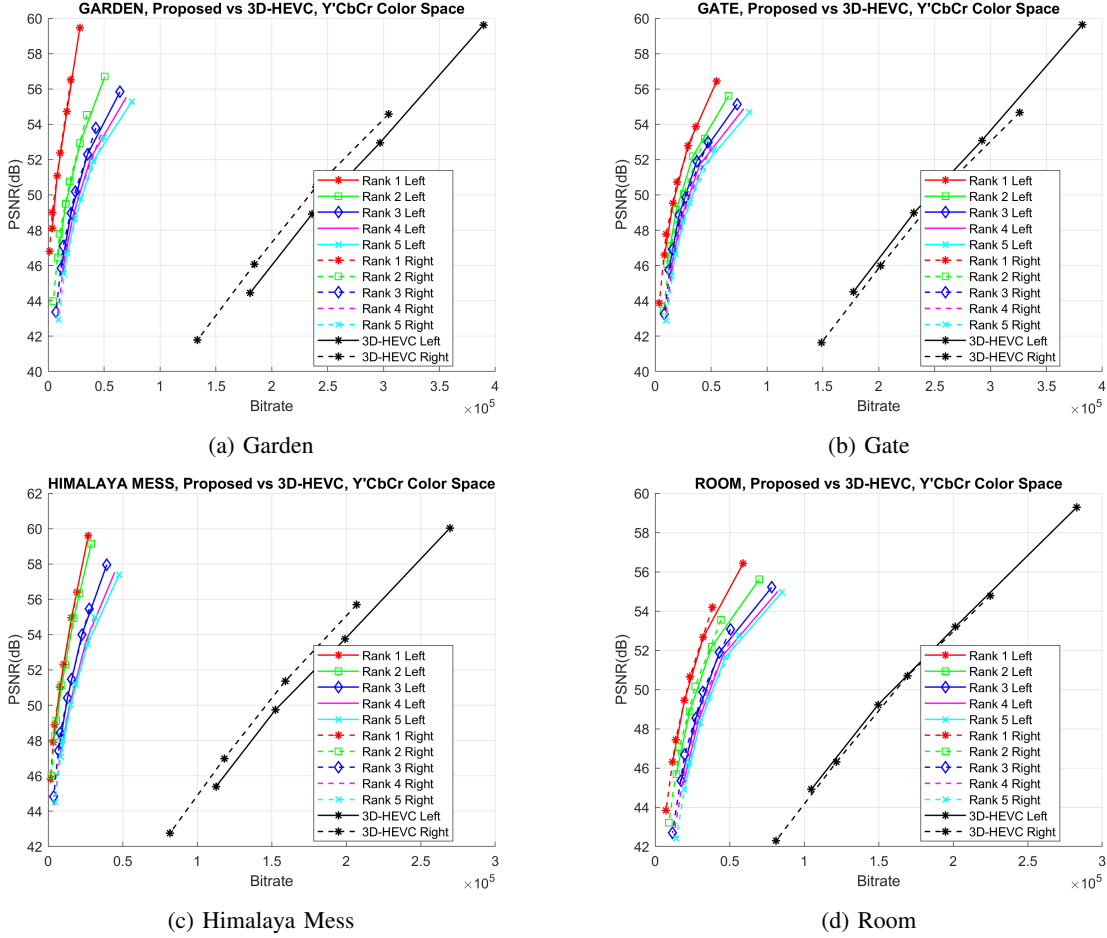 GARDEN, Proposed vs 3D-HEVC, Y'CbCr Color Space
60
58
56
54
52
50
48
46
44
42
40
PSNR(dB)
Rank 1 Left
Rank 2 Left
Rank 3 Left
Rank 4 Left
Rank 5 Left
Rank 1 Right
Rank 2 Right
Rank 3 Right
Rank 4 Right
Rank 5 Right
3D-HEVC Left
3D-HEVC Right
0 0.5 1 1.5 2 2.5 3 3.5 4
Bitrate
×10^5
(a) Garden
GATE, Proposed vs 3D-HEVC, Y'CbCr Color Space
60
58
56
54
52
50
48
46
44
42
40
PSNR(dB)
Rank 1 Left
Rank 2 Left
Rank 3 Left
Rank 4 Left
Rank 5 Left
Rank 1 Right
Rank 2 Right
Rank 3 Right
Rank 4 Right
Rank 5 Right
3D-HEVC Left
3D-HEVC Right
0 0.5 1 1.5 2 2.5 3 3.5 4
Bitrate
×10^5
(b) Gate
HIMALAYA MESS, Proposed vs 3D-HEVC, Y'CbCr Color Space
62
60
58
56
54
52
50
48
46
44
42
PSNR(dB)
Rank 1 Left
Rank 2 Left
Rank 3 Left
Rank 4 Left
Rank 5 Left
Rank 1 Right
Rank 2 Right
Rank 3 Right
Rank 4 Right
Rank 5 Right
3D-HEVC Left
3D-HEVC Right
0 0.5 1 1.5 2 2.5 3
Bitrate
×10^5
(c) Himalaya Mess
ROOM, Proposed vs 3D-HEVC, Y'CbCr Color Space
60
58
56
54
52
50
48
46
44
42
PSNR(dB)
Rank 1 Left
Rank 2 Left
Rank 3 Left
Rank 4 Left
Rank 5 Left
Rank 1 Right
Rank 2 Right
Rank 3 Right
Rank 4 Right
Rank 5 Right
3D-HEVC Left
3D-HEVC Right
0 0.5 1 1.5 2 2.5 3
Bitrate
×10^5
(d) Room